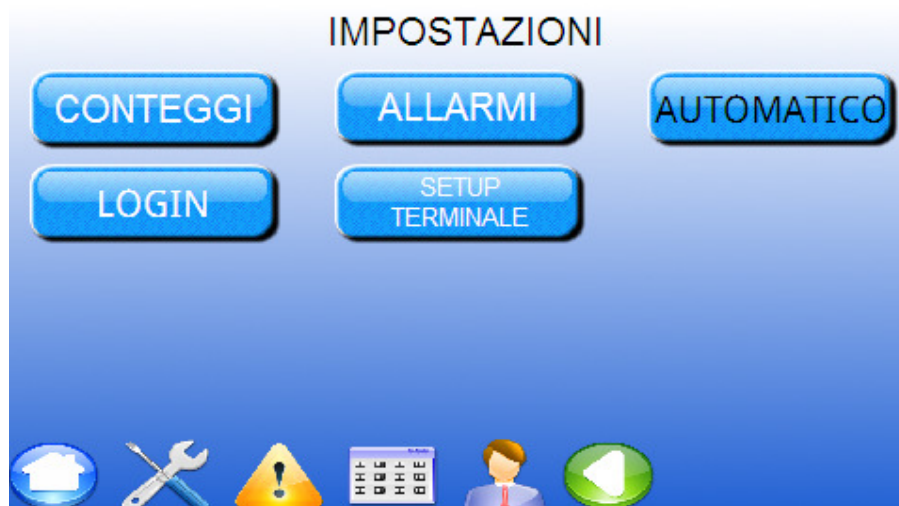 IMPOSTAZIONI
CONTEGGI
ALLARMI
AUTOMATICO
LOGIN
SETUP
TERMINALE